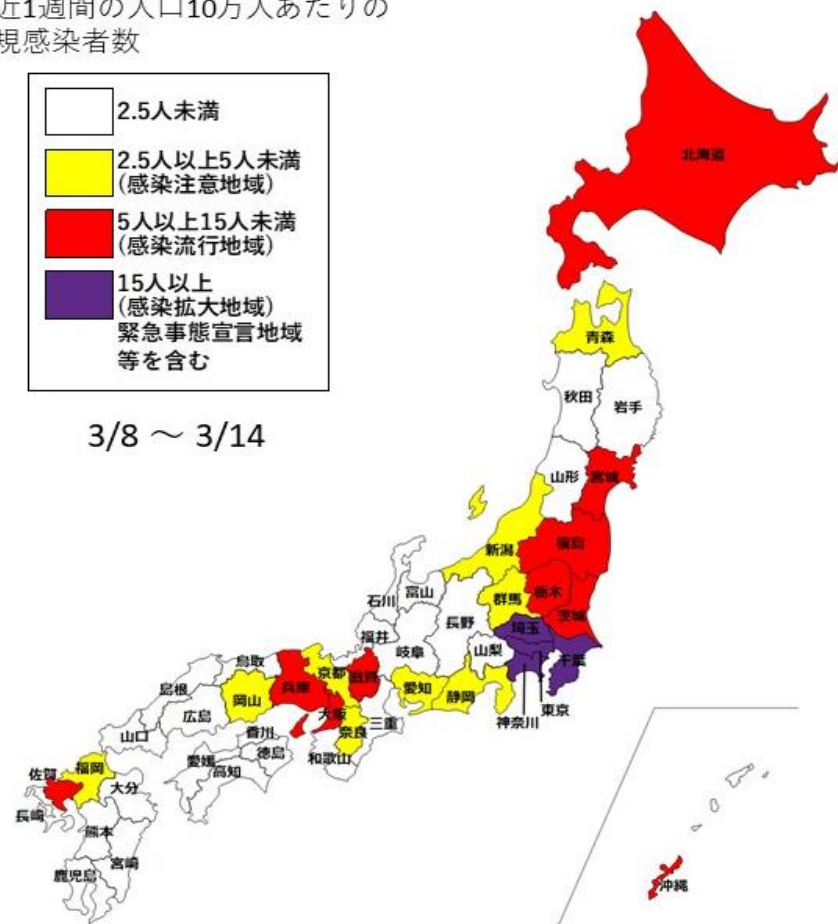 近1週間の人口10万人あたりの
規感染者数
2.5人未満
2.5人以上5人未満
(感染注意地域)
5人以上15人未満
(感染流行地域)
15人以上
(感染拡大地域)
緊急事態宣言地域
等を含む
3/8 ～ 3/14
北海道
青森
秋田
岩手
山形
宮城
新潟
福島
石川
富山
群馬
栃木
長野
茨城
福井
埼玉
岐阜
山梨
千葉
鳥取
京都
滋賀
島根
岡山
兵庫
愛知
静岡
広島
大阪
東京
神奈川
三重
山口
香川
奈良
徳島
和歌山
愛媛
高知
佐賀
福岡
大分
長崎
熊本
宮崎
鹿児島
沖縄